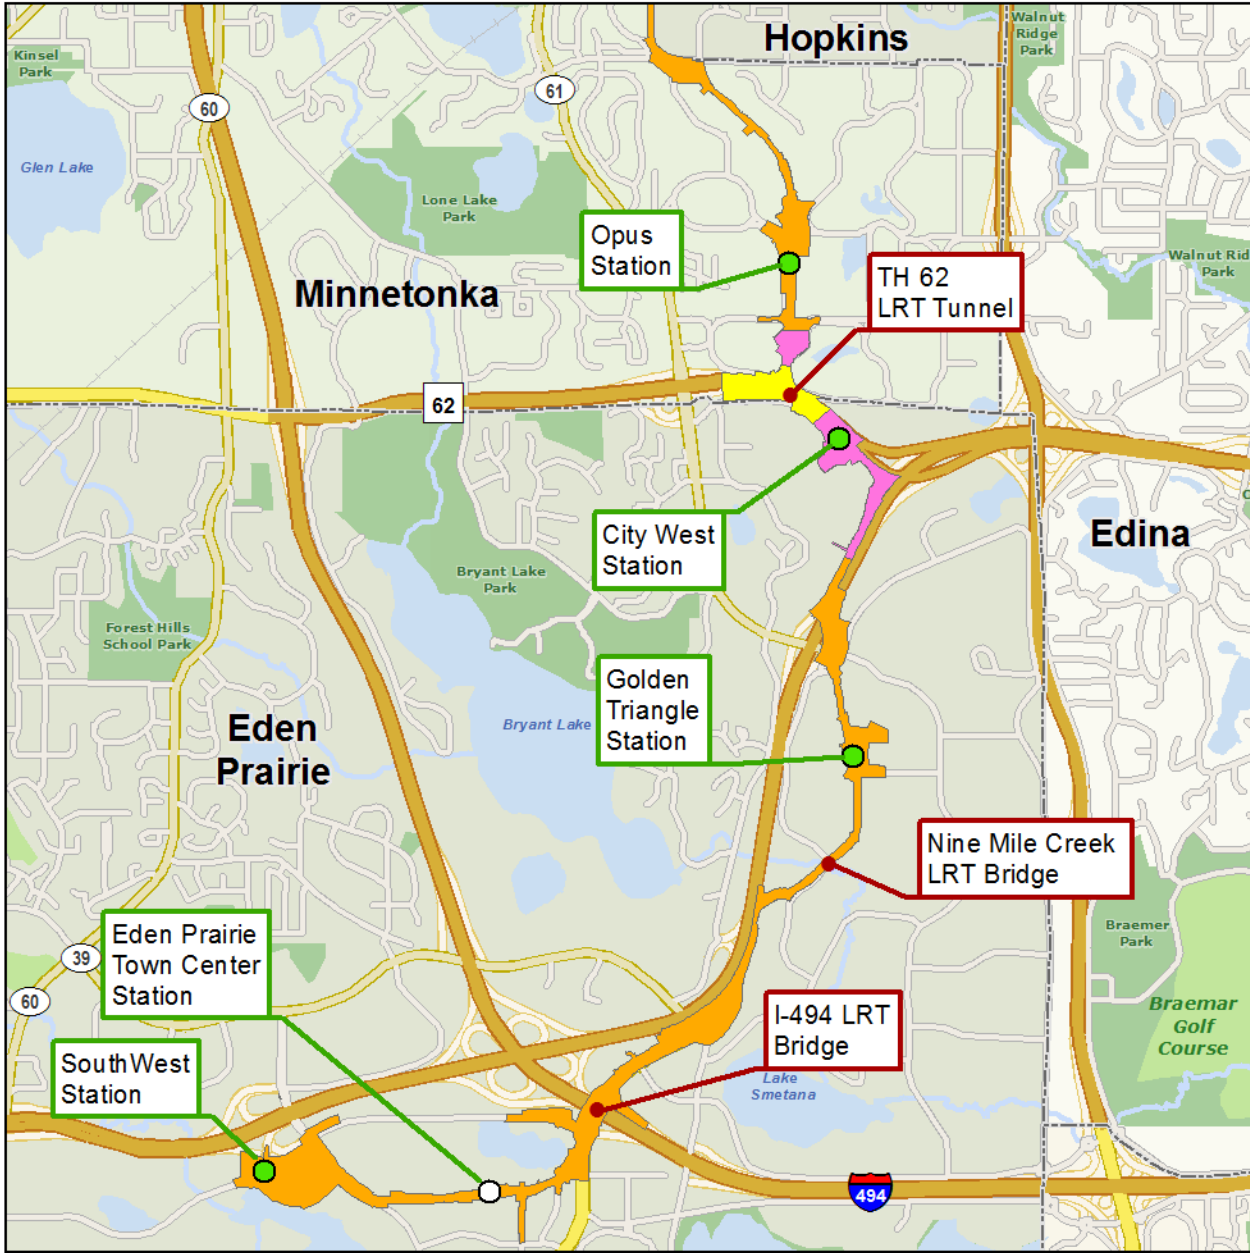 Hopkins
Walnut
Ridge
Park
Kinsel
Park
61
60
Glen Lake
Lone Lake
Park
Opus
Station
Walnut Rid
Park
TH 62
LRT Tunnel
Minnetonka
62
City West
Station
Edina
Bryant Lake
Park
Forest Hills
School Park
Golden
Triangle
Station
Eden
Prairie
Bryant Lake
Nine Mile Creek
LRT Bridge
Braemer
Park
Eden Prairie
Town Center
Station
39
60
I-494 LRT
Bridge
Braemar
Golf
Course
SouthWest
Station
Lake
Smetana
494